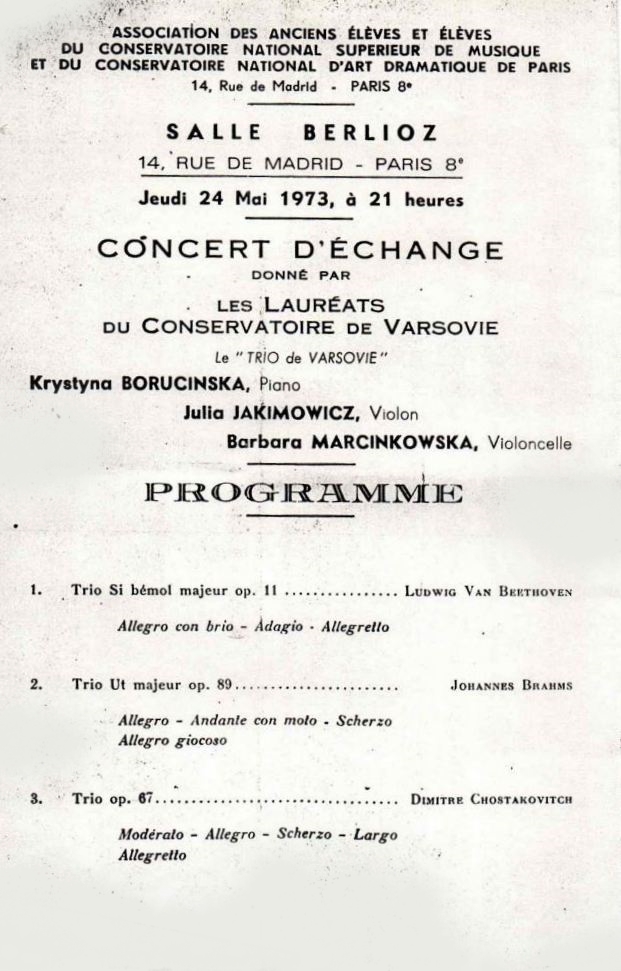 ASSOCIATION DES ANCIENS ÉLÈVES ET ÉLÈVES
DU CONSERVATOIRE NATIONAL SUPERIEUR DE MUSIQUE
ET DU CONSERVATOIRE NATIONAL D'ART DRAMATIQUE DE PARIS
14, Rue de Madrid - PARIS 8e
SALLE BERLIOZ
14, RUE DE MADRID - PARIS 8e
Jeudi 24 Mai 1973, à 21 heures
CONCERT D'ÉCHANGE
DONNÉ PAR
LES LAURÉATS
DU CONSERVATOIRE DE VARSOVIE
Le "TRIO de VARSOVIE"
Krystyna BORUCINSKA, Piano
Julia JAKIMOWICZ, Violon
Barbara MARCINKOWSKA, Violoncelle
PROGRAMME
1. Trio Si bémol majeur op. 11 ................ LUDWIG VAN BEETHOVEN
Allegro con brio - Adagio - Allegretto
2. Trio Ut majeur op. 89....................... JOHANNES BRAHMS
Allegro - Andante con moto - Scherzo
Allegro giocoso
3. Trio op. 67.................................. DIMITRE CHOSTAKOVITCH
Modérato - Allegro - Scherzo - Largo
Allegretto